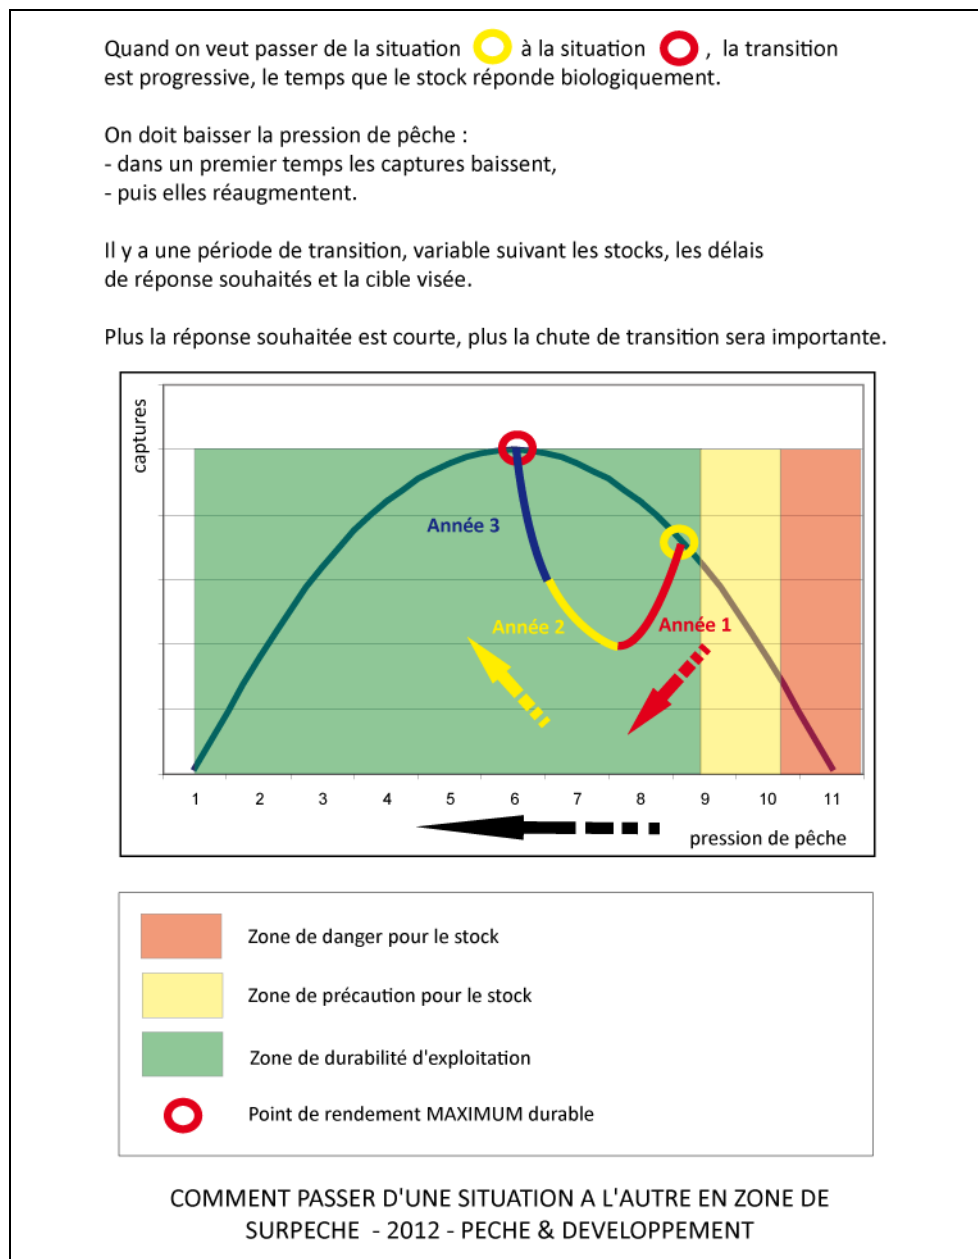 Quand on veut passer de la situation à la situation , la transition
est progressive, le temps que le stock réponde biologiquement.
On doit baisser la pression de pêche :
- dans un premier temps les captures baissent,
- puis elles réaugmentent.
Il y a une période de transition, variable suivant les stocks, les délais
de réponse souhaités et la cible visée.
Plus la réponse souhaitée est courte, plus la chute de transition sera importante.
captures
Année 3
Année 2
Année 1
1 2 3 4 5 6 7 8 9 10 11
pression de pêche
Zone de danger pour le stock
Zone de précaution pour le stock
Zone de durabilité d'exploitation
Point de rendement MAXIMUM durable
COMMENT PASSER D'UNE SITUATION A L'AUTRE EN ZONE DE
SURPECHE - 2012 - PECHE & DEVELOPPEMENT